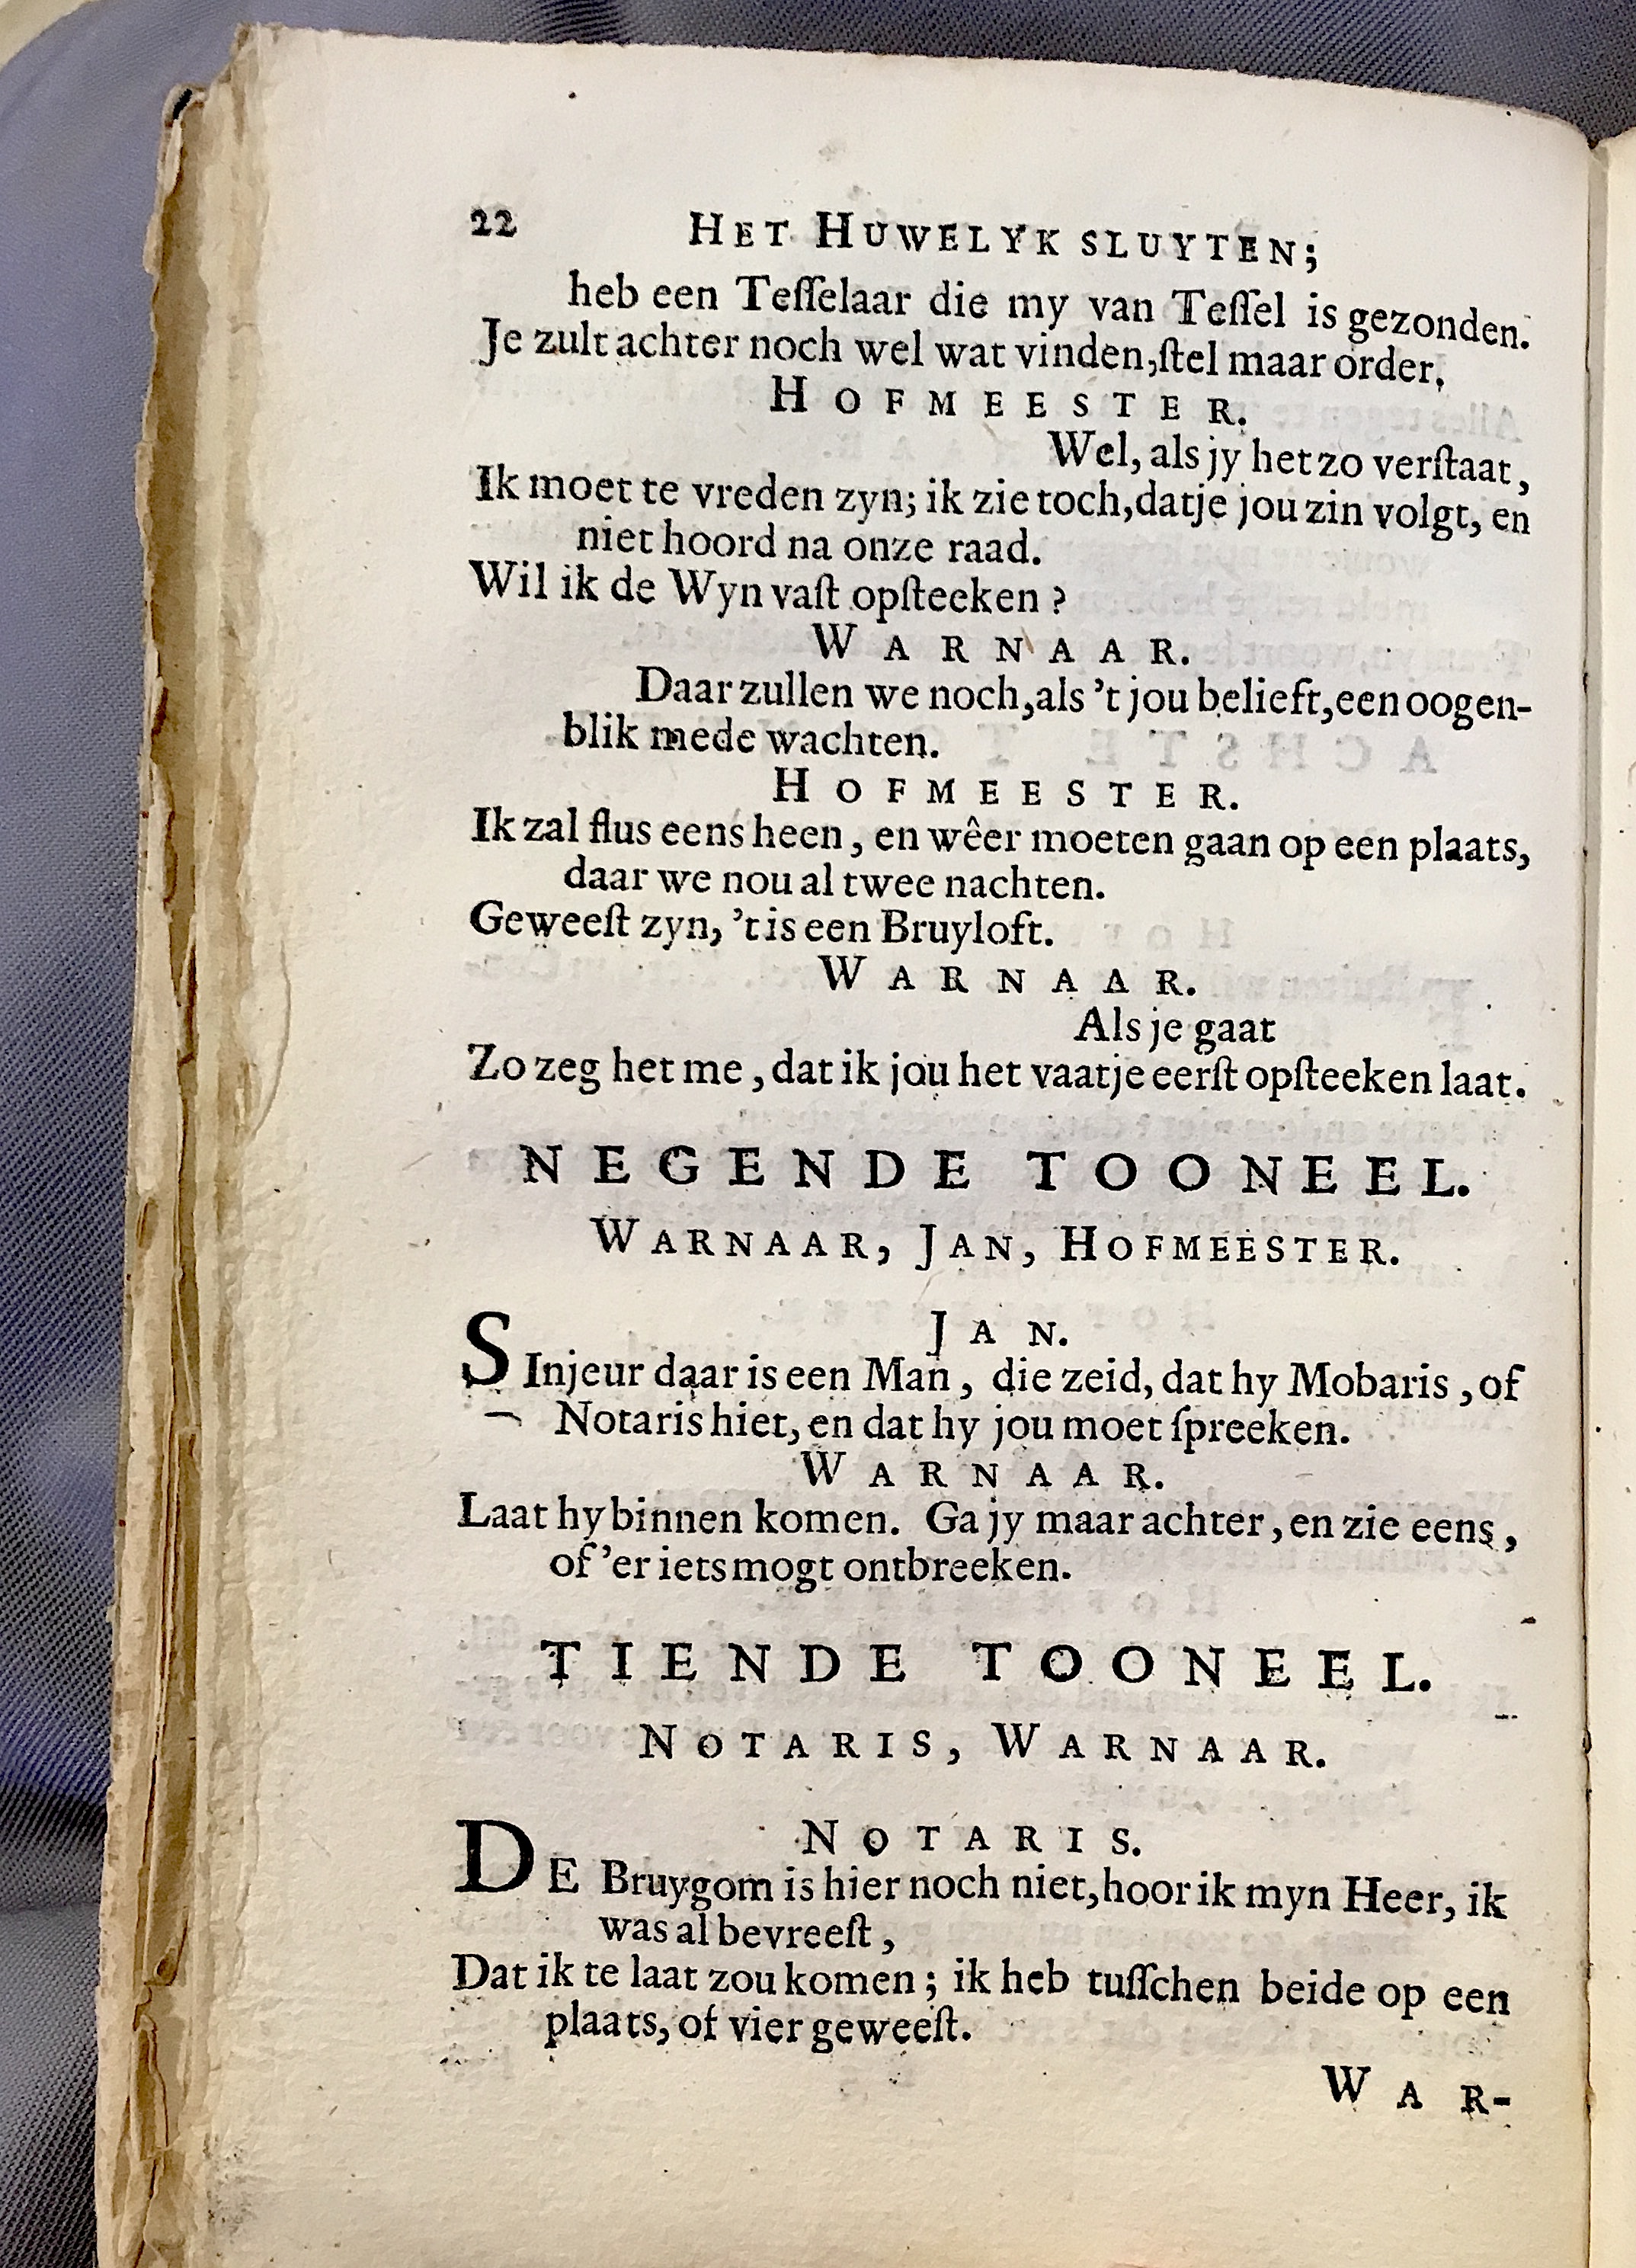 22 HET HUWELYK SLUYTEN;
heb een Teſſelaar die my van Teſſel is gezonden.
Je zult achter noch wel wat vinden, ſtel maar order.
HOFMEESTER.
Wel, als jy het zo verſtaat,
Ik moet te vreden zyn; ik zie toch, datje jou zin volgt, en
niet hoord na onze raad.
Wil ik de Wyn vaſt opſteeken?
WARNAAR.
Daar zullen we noch, als 't jou belieft, een oogen-
blik mede wachten.
HOFMEESTER.
Ik zal flus eens heen, en wêer moeten gaan op een plaats,
daar we nou al twee nachten.
Geweeſt zyn, 't is een Bruyloft.
WARNAAR.
Als je gaat
Zo zeg het me, dat ik jou het vaatje eerſt opſteeken laat.
NEGENDE TOONEEL.
WARNAAR, JAN, HOFMEESTER.
JAN.
SInjeur daar is een Man, die zeid, dat hy Mobaris, of
Notaris hiet, en dat hy jou moet ſpreeken.
WARNAAR.
Laat hy binnen komen. Ga jy maar achter, en zie eens,
of 'er iets mogt ontbreeken.
TIENDE TOONEEL.
NOTARIS, WARNAAR.
NOTARIS.
DE Bruygom is hier noch niet, hoor ik myn Heer, ik
was al bevreeſt,
Dat ik te laat zou komen; ik heb tuſſchen beide op een
plaats, of vier geweeſt.
WAR-